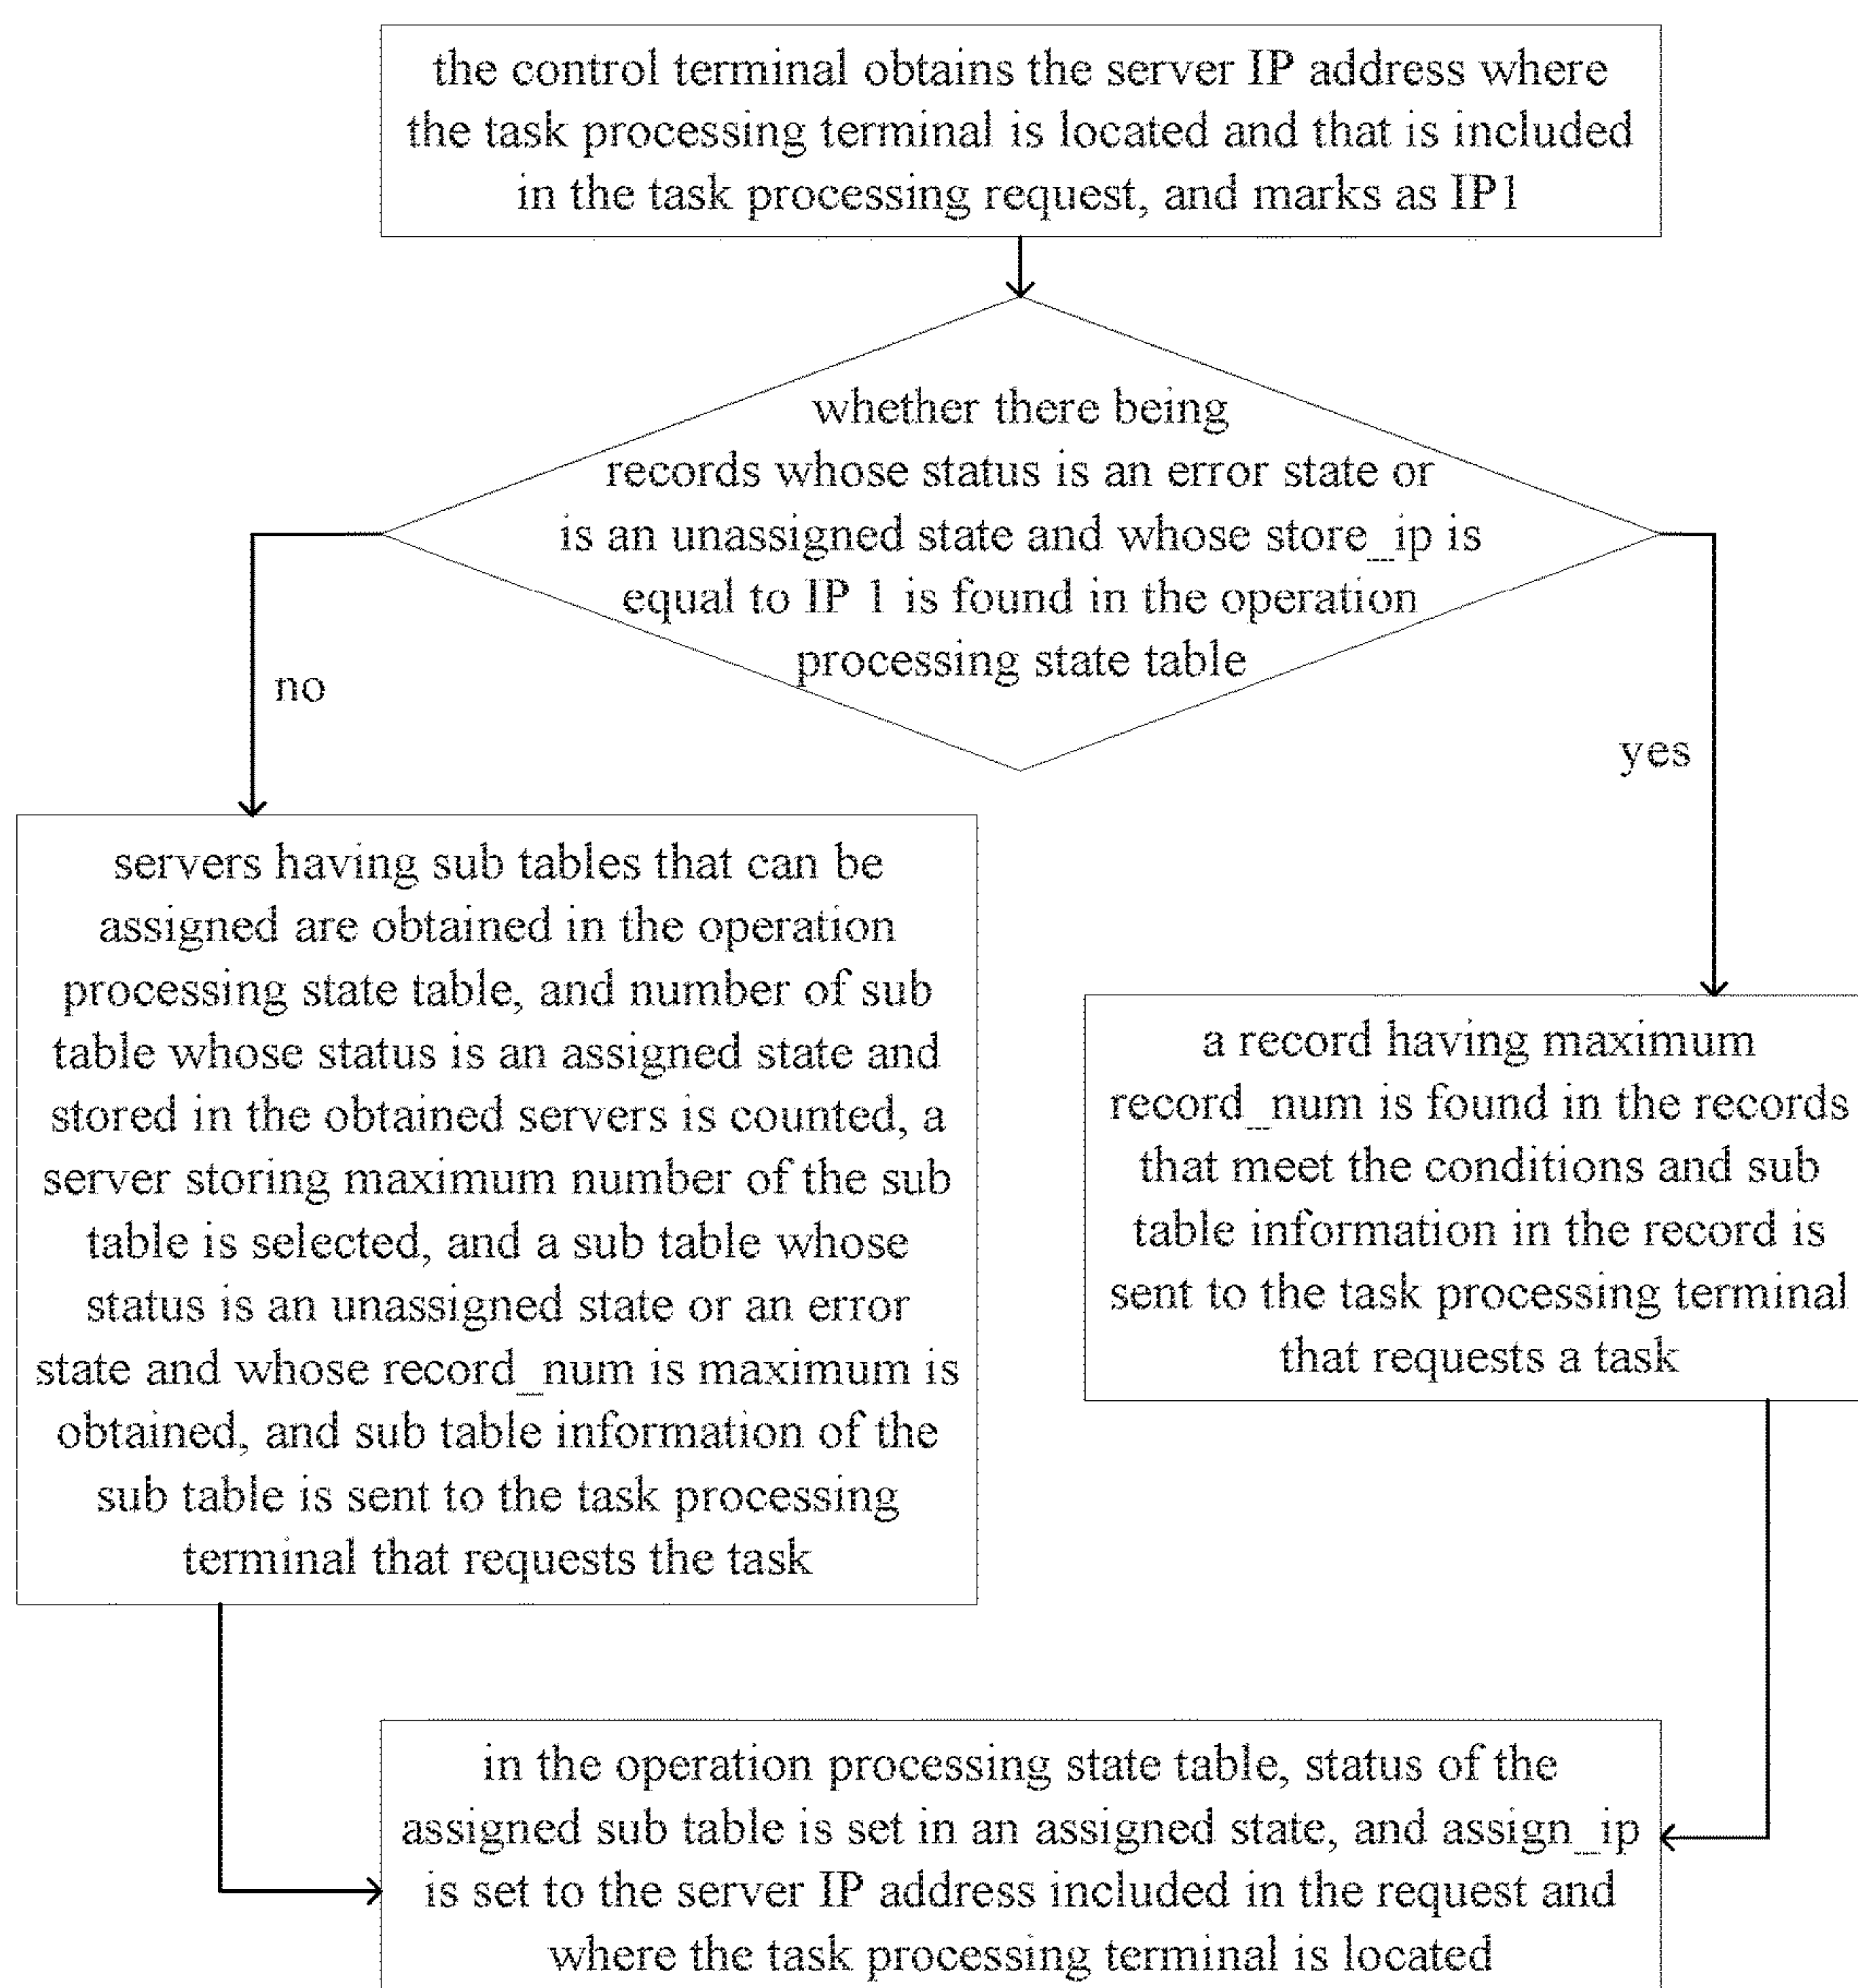 the control terminal obtains the server IP address where
the task processing terminal is located and that is included
in the task processing request, and marks as IP1
whether there being
records whose status is an error state or
is an unassigned state and whose store_ip is
equal to IP 1 is found in the operation
processing state table
no
yes
servers having sub tables that can be
assigned are obtained in the operation
processing state table, and number of sub
table whose status is an assigned state and
stored in the obtained servers is counted, a
server storing maximum number of the sub
table is selected, and a sub table whose
status is an unassigned state or an error
state and whose record_num is maximum is
obtained, and sub table information of the
sub table is sent to the task processing
terminal that requests the task
a record having maximum
record_num is found in the records
that meet the conditions and sub
table information in the record is
sent to the task processing terminal
that requests a task
in the operation processing state table, status of the
assigned sub table is set in an assigned state, and assign_ip
is set to the server IP address included in the request and
where the task processing terminal is located